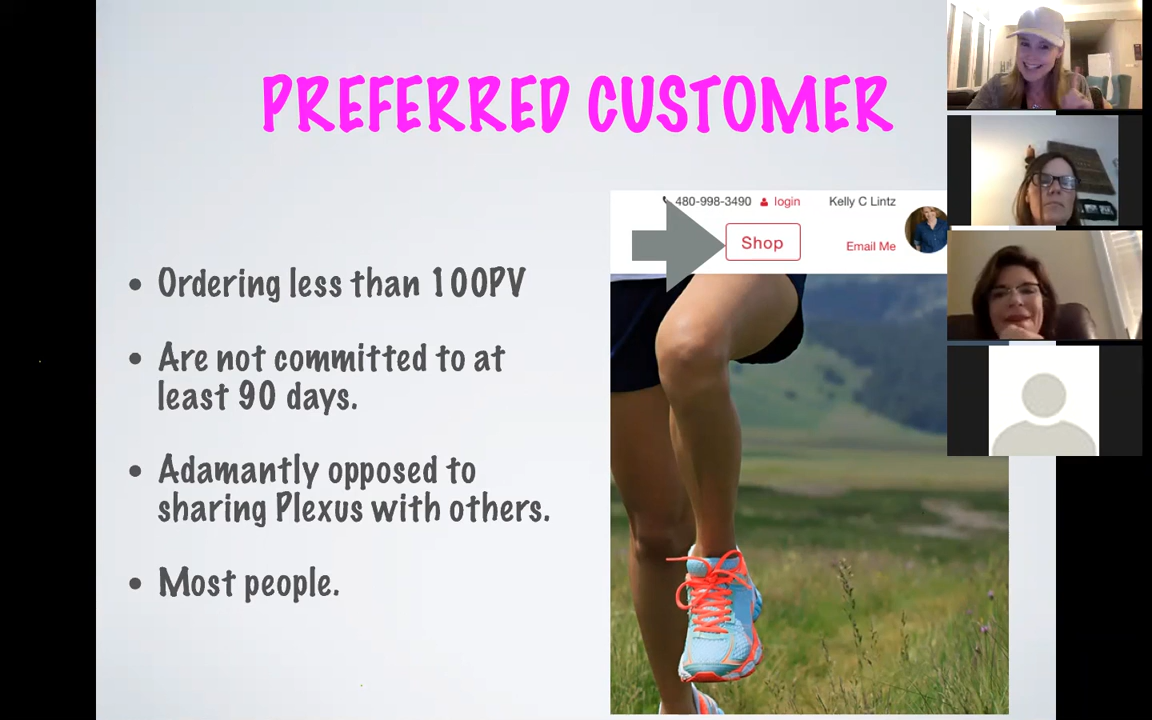 PREFERRED CUSTOMER
480-998-3490 login Kelly C Lintz
Shop
Email Me
• Ordering less than 100PV
• Are not committed to at
least 90 days.
• Adamantly opposed to
sharing Plexus with others.
• Most people.